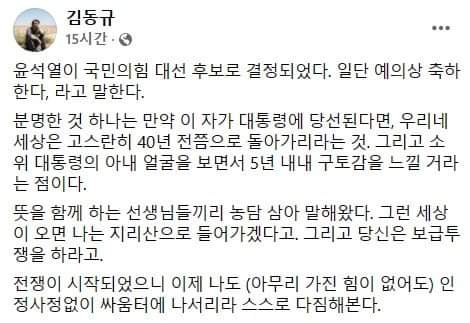 김동규
15시간 ·
윤석열이 국민의힘 대선 후보로 결정되었다. 일단 예의상 축하
한다, 라고 말한다.
분명한 것 하나는 만약 이 자가 대통령에 당선된다면, 우리네
세상은 고스란히 40년 전쯤으로 돌아가리라는 것. 그리고 소
위 대통령의 아내 얼굴을 보면서 5년 내내 구토감을 느낄 거라
는 점이다.
뜻을 함께 하는 선생님들끼리 농담 삼아 말해왔다. 그런 세상
이 오면 나는 지리산으로 들어가겠다고. 그리고 당신은 보급투
쟁을 하라고.
전쟁이 시작되었으니 이제 나도 (아무리 가진 힘이 없어도) 인
정사정없이 싸움터에 나서리라 스스로 다짐해본다.